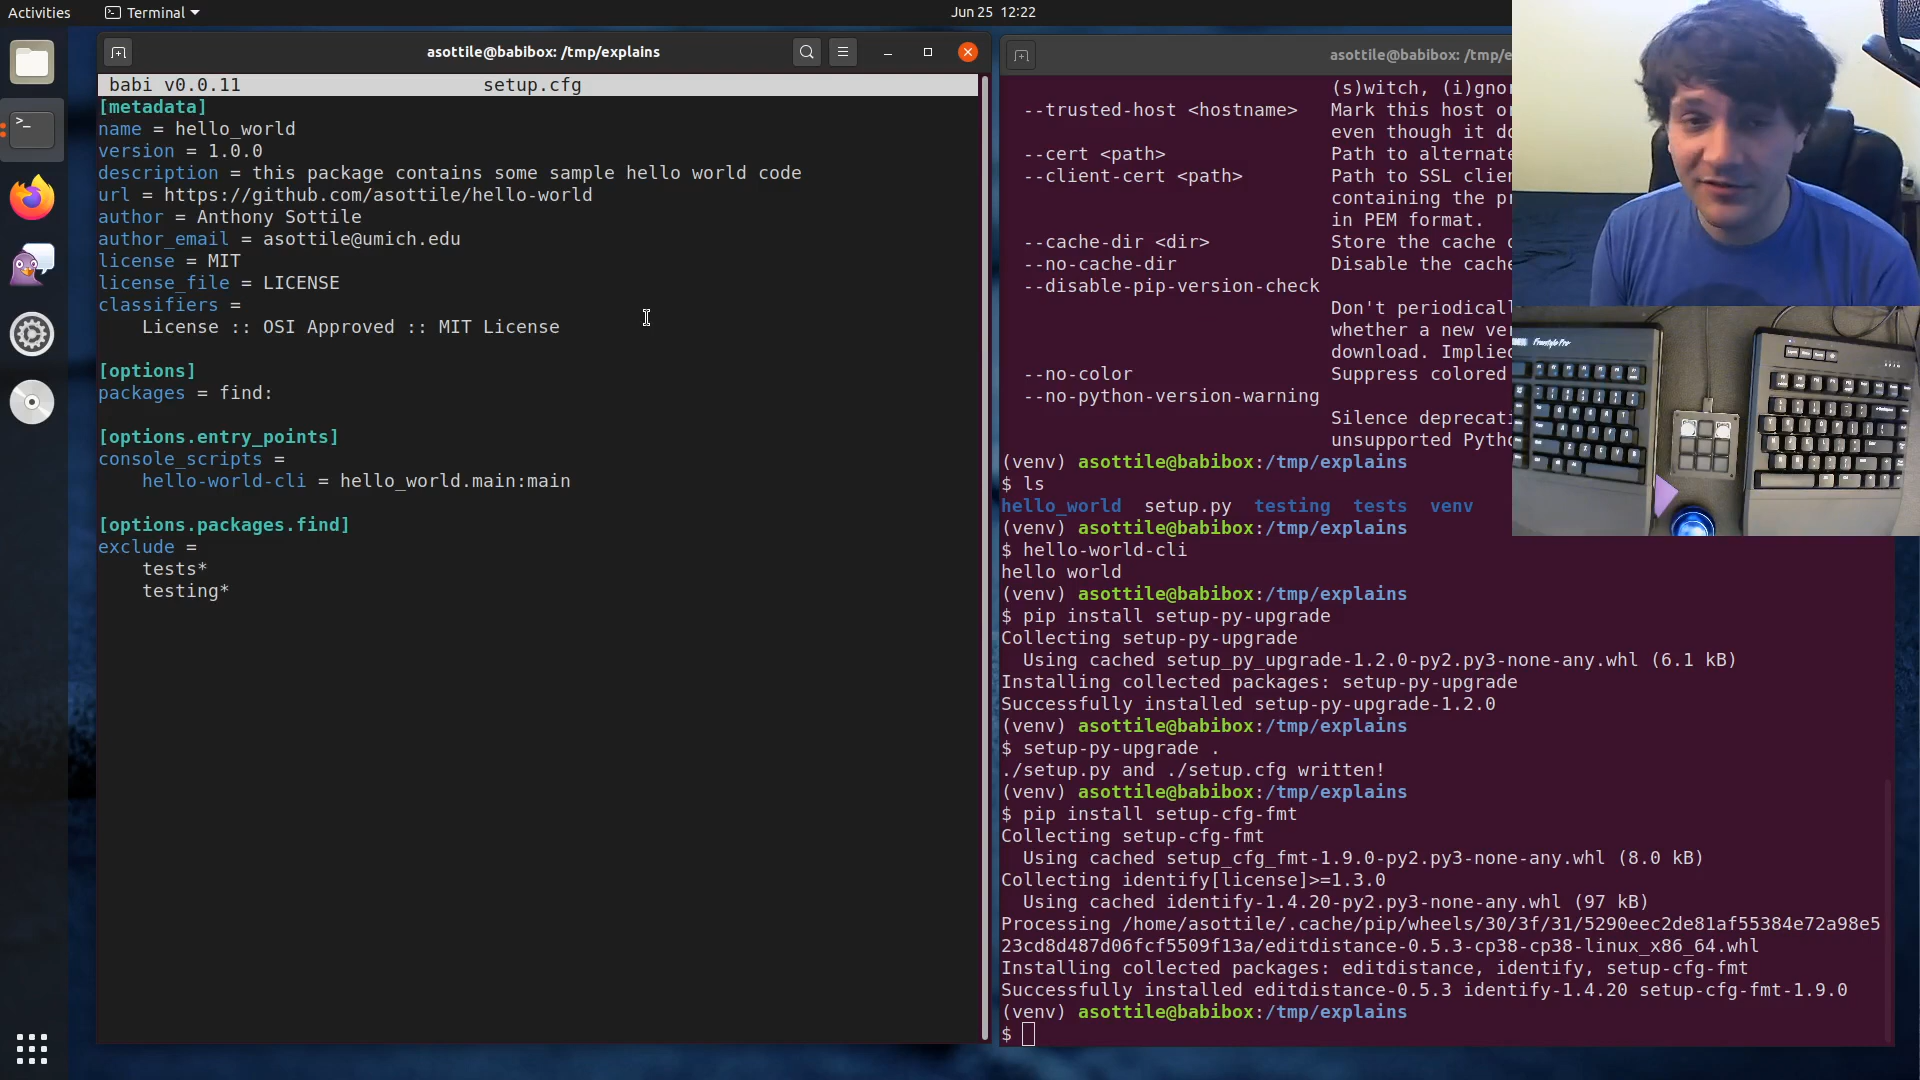 Activities
Terminal
Jun 25 12:22
asottile@babibox: /tmp/explains
babi v0.0.11 setup.cfg
[metadata]
name = hello_world
version = 1.0.0
description = this package contains some sample hello world code
url = https://github.com/asottile/hello-world
author = Anthony Sottile
author_email = asottile@umich.edu
license = MIT
license_file = LICENSE
classifiers =
License :: OSI Approved :: MIT License
[options]
packages = find:
[options.entry_points]
console_scripts =
hello-world-cli = hello_world.main:main
[options.packages.find]
exclude =
tests*
testing*
asottile@babibox: /tmp/e
(s)witch, (i)gnor
--trusted-host <hostname> Mark this host or
even though it do
--cert <path> Path to alternate
--client-cert <path> Path to SSL clien
containing the pr
in PEM format.
--cache-dir <dir> Store the cache d
--no-cache-dir Disable the cache
--disable-pip-version-check
Don't periodicall
whether a new ver
download. Implied
--no-color Suppress colored
--no-python-version-warning
Silence deprecati
unsupported Pytho
(venv) asottile@babibox:/tmp/explains
$ ls
hello_world setup.py testing tests venv
(venv) asottile@babibox:/tmp/explains
$ hello-world-cli
hello world
(venv) asottile@babibox:/tmp/explains
$ pip install setup-py-upgrade
Collecting setup-py-upgrade
Using cached setup_py_upgrade-1.2.0-py2.py3-none-any.whl (6.1 kB)
Installing collected packages: setup-py-upgrade
Successfully installed setup-py-upgrade-1.2.0
(venv) asottile@babibox:/tmp/explains
$ setup-py-upgrade .
./setup.py and ./setup.cfg written!
(venv) asottile@babibox:/tmp/explains
$ pip install setup-cfg-fmt
Collecting setup-cfg-fmt
Using cached setup_cfg_fmt-1.9.0-py2.py3-none-any.whl (8.0 kB)
Collecting identify[license]>=1.3.0
Using cached identify-1.4.20-py2.py3-none-any.whl (97 kB)
Processing /home/asottile/.cache/pip/wheels/30/3f/31/5290eec2de81af55384e72a98e5
23cd8d487d06fcf5509f13a/editdistance-0.5.3-cp38-cp38-linux_x86_64.whl
Installing collected packages: editdistance, identify, setup-cfg-fmt
Successfully installed editdistance-0.5.3 identify-1.4.20 setup-cfg-fmt-1.9.0
(venv) asottile@babibox:/tmp/explains
$
Freestyle Pro